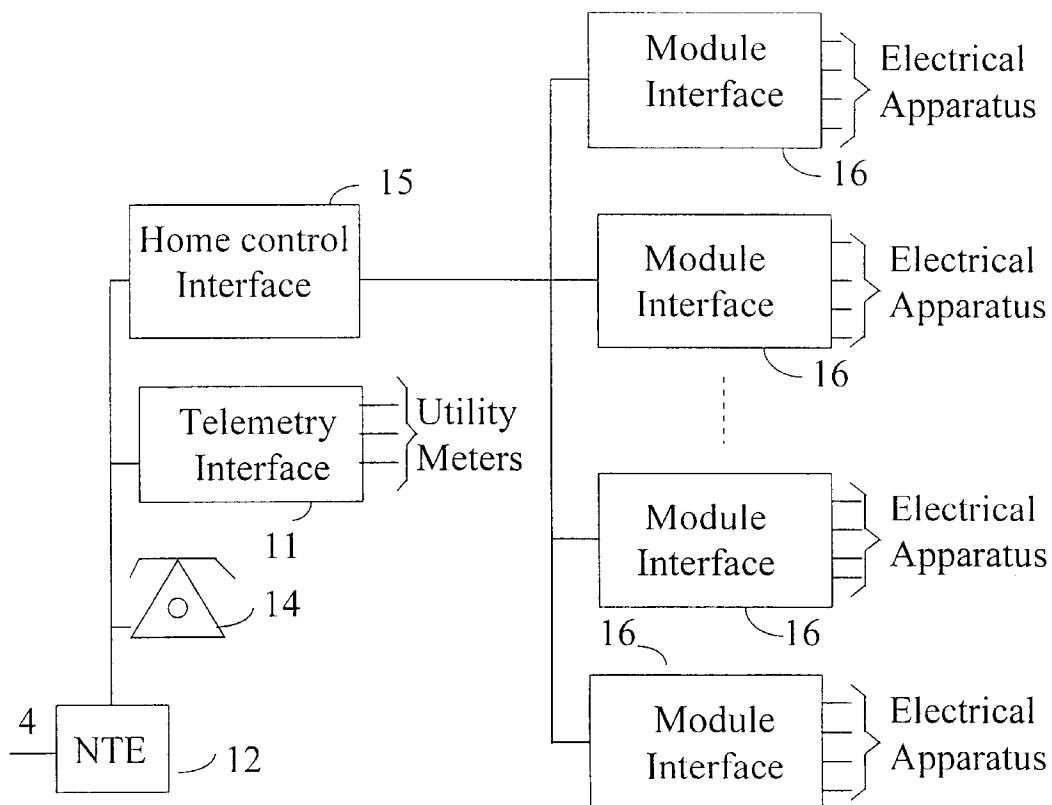 Module
Interface
Electrical
Apparatus
16
15
Home control
Interface
Module
Interface
Electrical
Apparatus
16
Telemetry
Interface
Utility
Meters
11
Module
Interface
Electrical
Apparatus
16
14
16
Module
Interface
Electrical
Apparatus
4
NTE
12